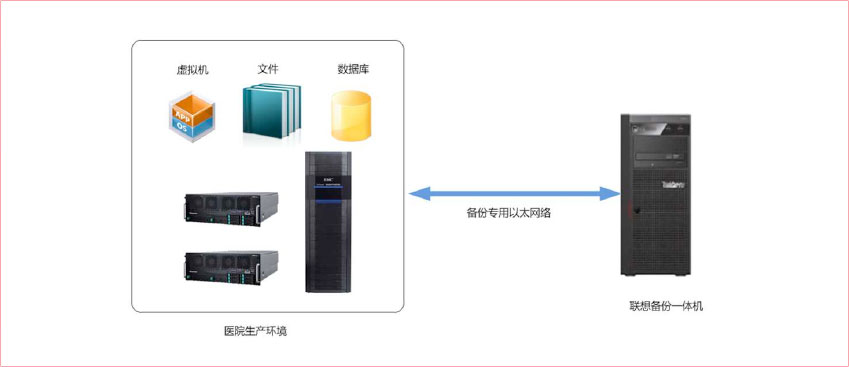 虚拟机
文件
数据库
APP
OS
EMC
ThinkServer
备份专用以太网络
联想备份一体机
医院生产环境